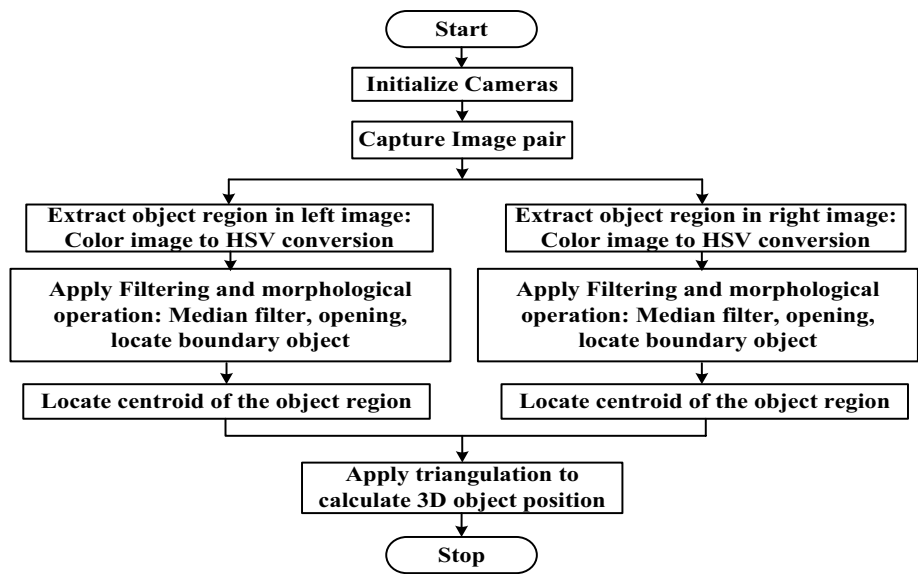 Start
Initialize Cameras
Capture Image pair
Extract object region in left image:
Color image to HSV conversion
Extract object region in right image:
Color image to HSV conversion
Apply Filtering and morphological
operation: Median filter, opening,
locate boundary object
Apply Filtering and morphological
operation: Median filter, opening,
locate boundary object
Locate centroid of the object region
Locate centroid of the object region
Apply triangulation to
calculate 3D object position
Stop